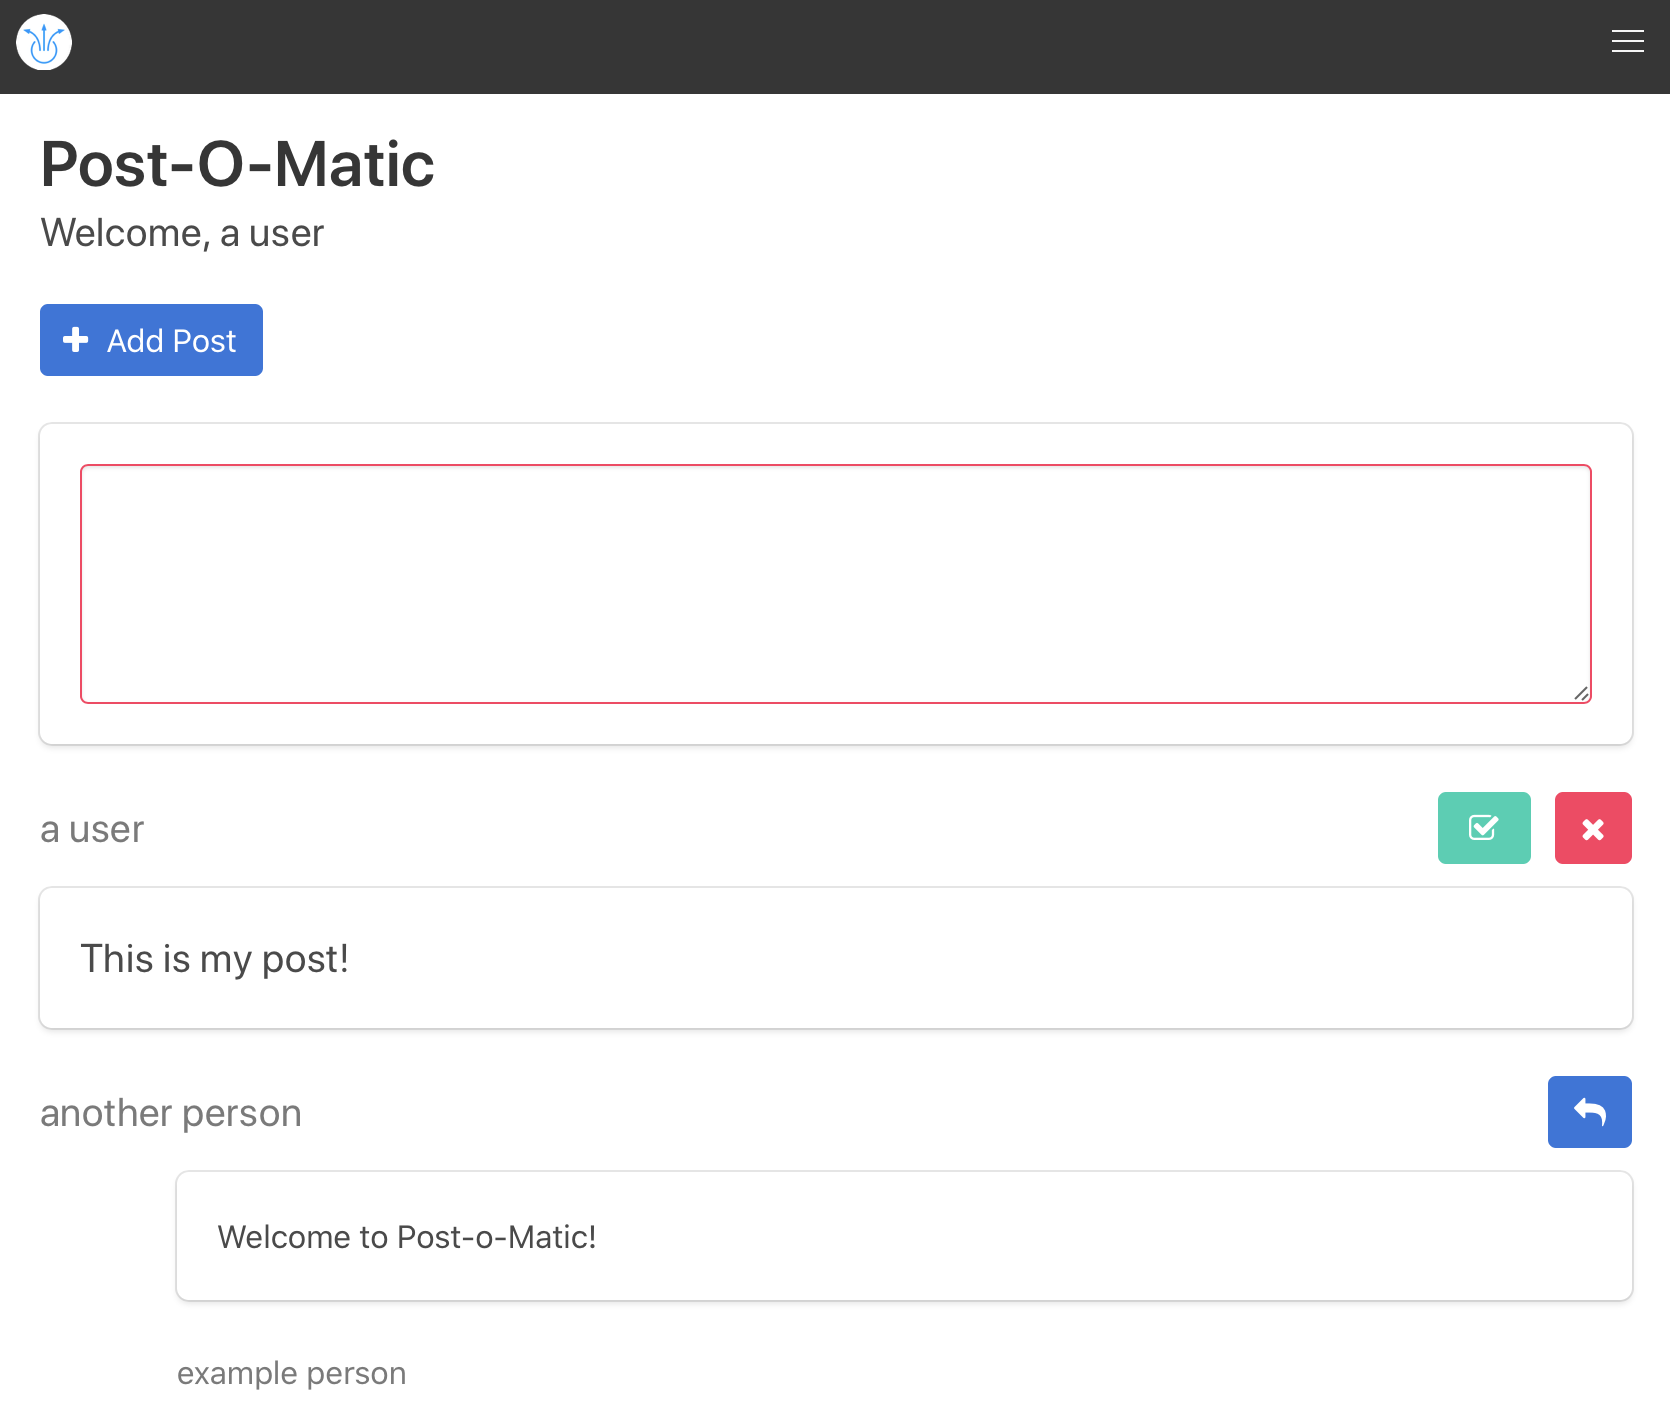 Post-O-Matic
Welcome, a user
Add Post
a user
This is my post!
another person
Welcome to Post-o-Matic!
example person